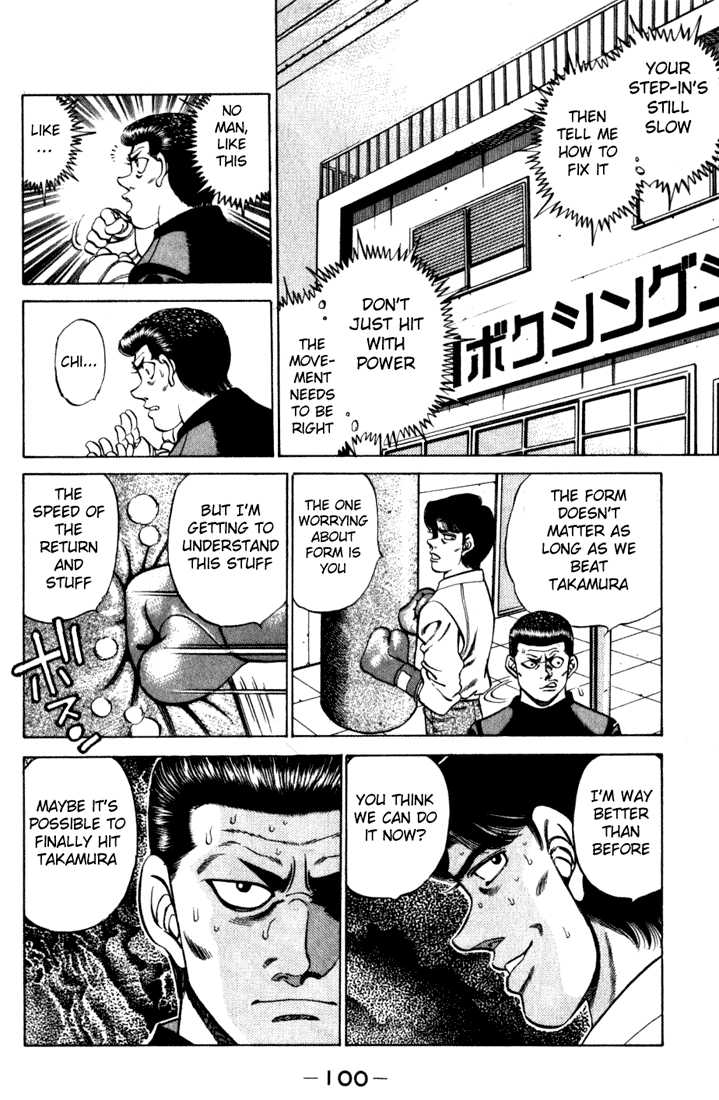 YOUR
STEP-IN'S
STILL
SLOW
THEN
TELL ME
HOW TO
FIX IT
ボクシングジ
DON'T
JUST HIT
WITH
POWER
THE
MOVE-
MENT
NEEDS
TO BE
RIGHT
NO
MAN,
LIKE
THIS
LIKE
...
CHI...
THE FORM
DOESN'T
MATTER AS
LONG AS WE
BEAT
TAKAMURA
THE ONE
WORRYING
ABOUT
FORM IS
YOU
BUT I'M
GETTING TO
UNDERSTAND
THIS STUFF
THE
SPEED OF
THE
RETURN
AND
STUFF
ボスン
I'M WAY
BETTER
THAN
BEFORE
YOU THINK
WE CAN DO
IT NOW?
MAYBE IT'S
POSSIBLE TO
FINALLY HIT
TAKAMURA
—100—